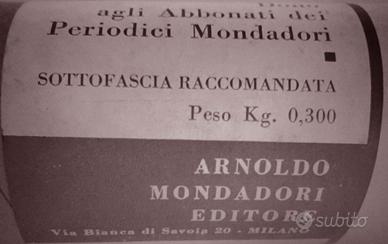 agli Abbonati dei
Periodici Mondadori
SOTTOFASCIA RACCOMANDATA
Peso Kg. 0,300
ARNOLDO
MONDADORI
EDITORE
Via Bianca di Savoia 20 - MILANO
subito